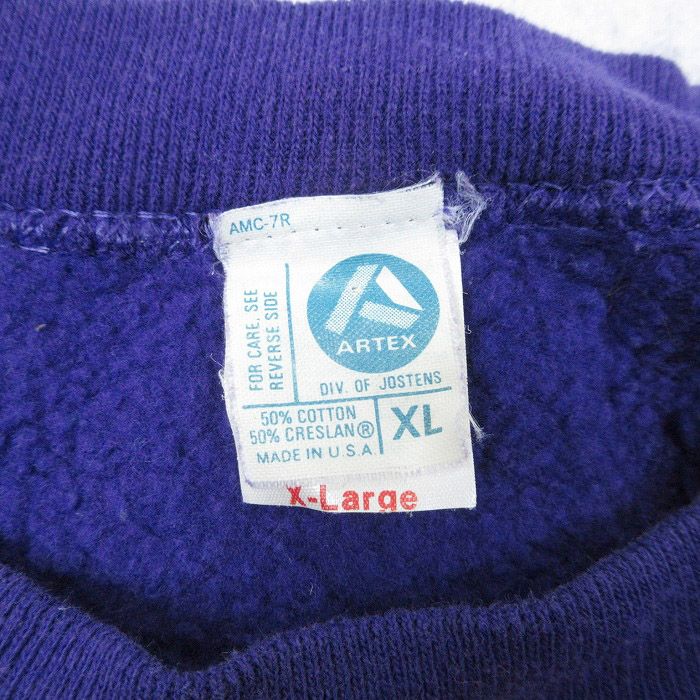 AMC-7R
FOR CARE, SEE
REVERSE SIDE
ARTEX
DIV. OF JOSTENS
50% COTTON
50% CRESLAN®
MADE IN U.S.A.
XL
X-Large